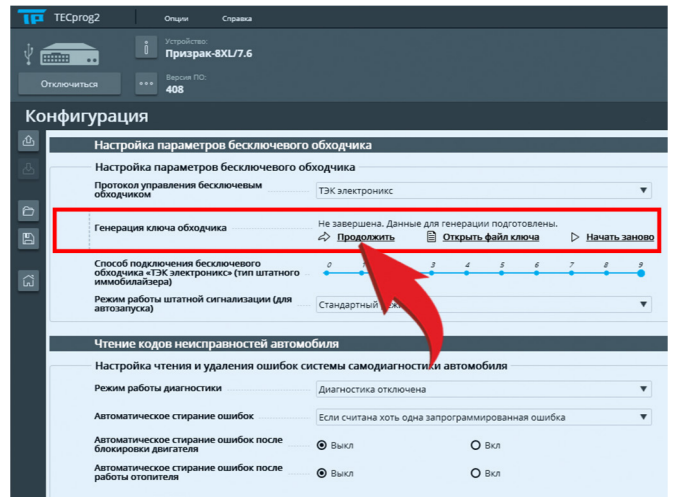 TECprog2
Опции
Справка
Устройство:
Призрак-8XL/7.6
Отключиться
Версия ПО:
408
Конфигурация
Настройка параметров бесключевого обходчика
Настройка параметров бесключевого обходчика
Протокол управления бесключевым
обходчиком
ТЭК электроникс
Генерация ключа обходчика
Не завершена. Данные для генерации подготовлены.
Продолжить
Открыть файл ключа
Начать заново
Способ подключения бесключевого
обходчика «ТЭК электроникс» (тип штатного
иммобилайзера)
0 1 3 4 5 6 7 8 9
Режим работы штатной сигнализации (для
автозапуска)
Стандартный
Чтение кодов неисправностей автомобиля
Настройка чтения и удаления ошибок системы самодиагностики автомобиля
Режим работы диагностики
Диагностика отключена
Автоматическое стирание ошибок
Если считана хоть одна запрограммированная ошибка
Автоматическое стирание ошибок после
блокировки двигателя
Выкл
Вкл
Автоматическое стирание ошибок после
работы отопителя
Выкл
Вкл